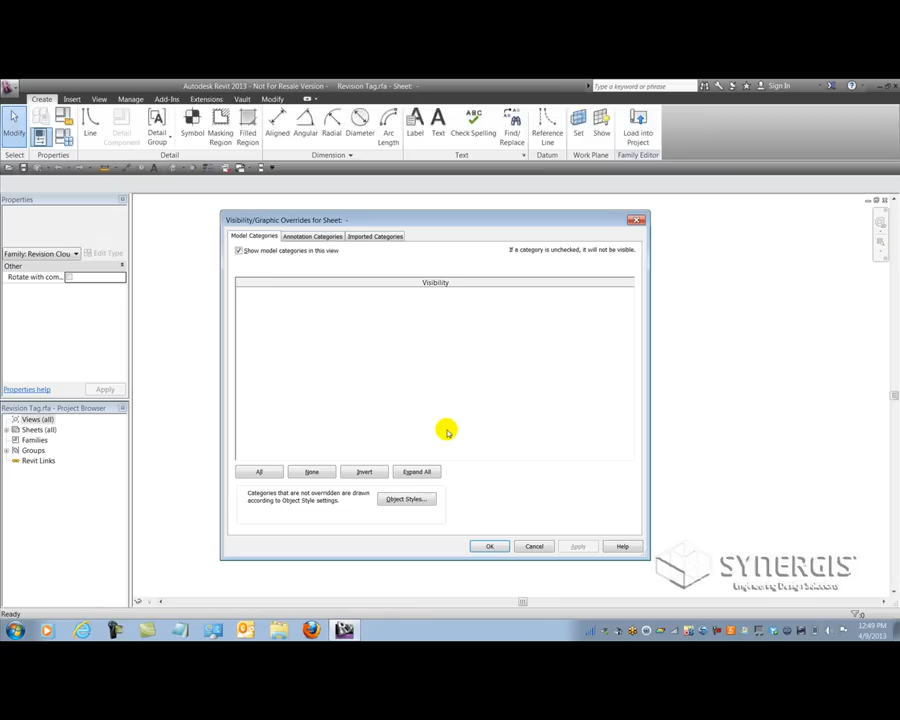 Autodesk Revit 2013 - Not For Resale Version - Revision Tag.rfa - Sheet: -
Type a keyword or phrase
Sign In
Create Insert View Manage Add-Ins Extensions Vault Modify
Modify
Line
Detail Component
Detail Group
Symbol
Masking Region
Filled Region
Aligned
Angular
Radial
Diameter
Arc Length
Label
Text
Check Spelling
Find/ Replace
Reference Line
Set
Show
Load into Project
Select
Properties
Detail
Dimension
Text
Datum
Work Plane
Family Editor
Properties
Family: Revision Clou
Edit Type
Other
Rotate with com...
Properties help
Apply
Revision Tag.rfa - Project Browser
Views (all)
Sheets (all)
Families
Groups
Revit Links
Visibility/Graphic Overrides for Sheet: -
Model Categories Annotation Categories Imported Categories
Show model categories in this view
If a category is unchecked, it will not be visible.
Visibility
All
None
Invert
Expand All
Categories that are not overridden are drawn
according to Object Style settings.
Object Styles...
OK
Cancel
Apply
Help
SYNERGIS
Engineering Design Solutions
Ready
:0
12:49 PM
4/9/2013